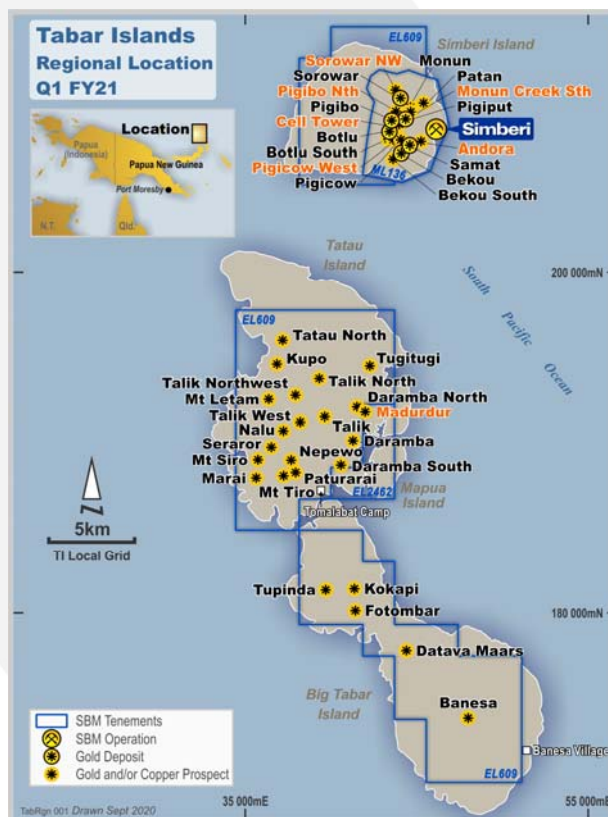 Tabar Islands
Regional Location
Q1 FY21
Location
Papua
(Indonesia)
Papua New Guinea
Port Moresby
N.T.
Qld.
EL609
Simberi Island
Sorowar NW
Monun
Sorowar
Patan
Pigibo Nth
Monun Creek Sth
Pigibo
Pigiput
Cell Tower
Simberi
Botlu
Andora
Botlu South
Samat
Pigicow West
Bekou
Pigicow
ML136
Bekou South
Tatau
Island
200 000mN
South Pacific Ocean
EL609
Tatau North
Kupo
Tugitugi
Talik Northwest
Talik North
Mt Letam
Daramba North
Talik West
Madurdur
Nalu
Talik
Seraror
Daramba
Mt Siro
Nepewo
Daramba South
Marai
Paturarai
Mt Tiro
EL2462
Mapua
Island
Tomalabat Camp
5km
TI Local Grid
Tupinda
Kokapi
Fotombar
180 000mN
Datava Maars
Big Tabar
Island
Banesa
Banesa Village
EL609
SBM Tenements
SBM Operation
Gold Deposit
Gold and/or Copper Prospect
TabRgn 001 Drawn Sept 2020
35 000mE
55 000mE